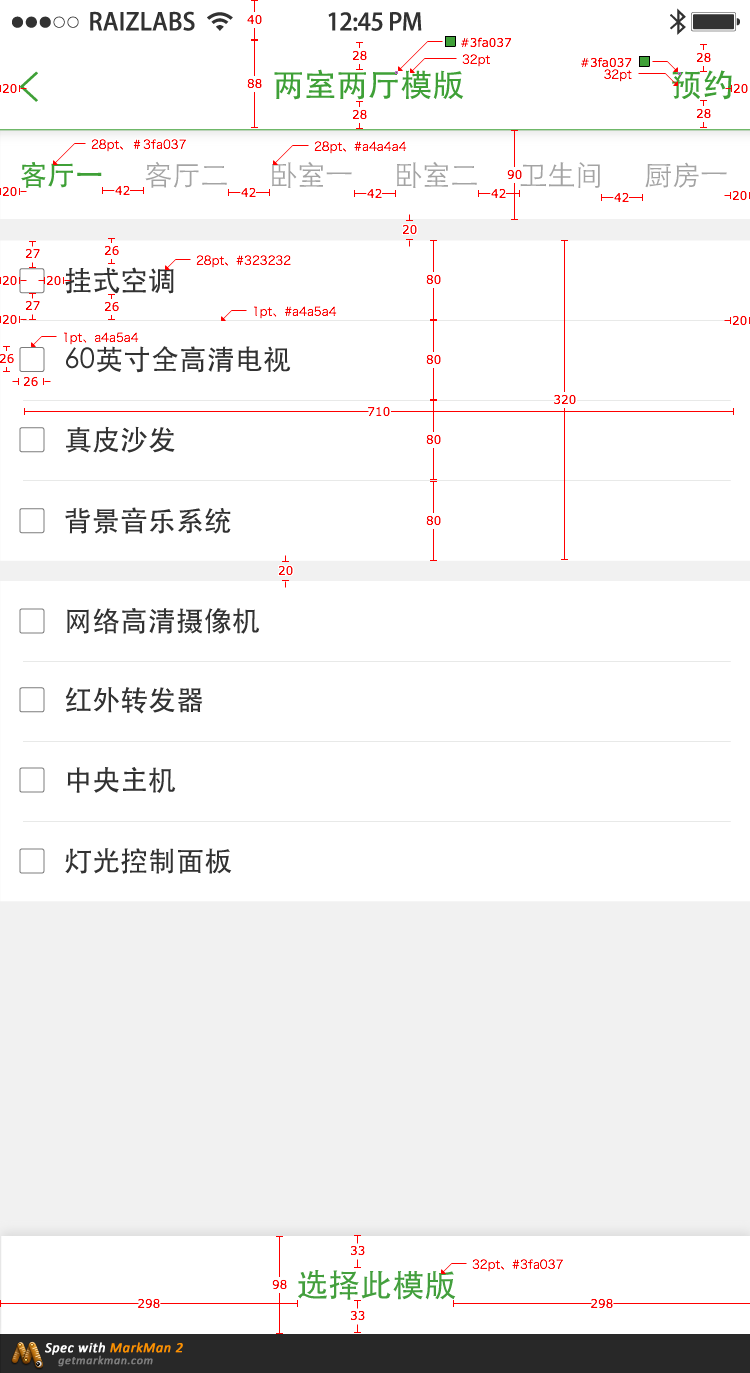 RAIZLABS 12:45 PM
40
28 #3fa037
32pt
#3fa037 28
32pt
20 88 两室两厅模版 预约 20
28 28
28pt、#3fa037 28pt、#a4a4a4
客厅一 客厅二 卧室一 卧室二 90 卫生间 厨房一
20 42 42 42 42 42 20
20
27 26 28pt、#323232
20 20 挂式空调 80
27 26 1pt、#a4a5a4
20 20
1pt、a4a5a4
26 60英寸全高清电视 80
26
320
710
真皮沙发 80
背景音乐系统 80
20
网络高清摄像机
红外转发器
中央主机
灯光控制面板
33
32pt、#3fa037
98 选择此模版
298 298
33
Spec with MarkMan 2
getmarkman.com